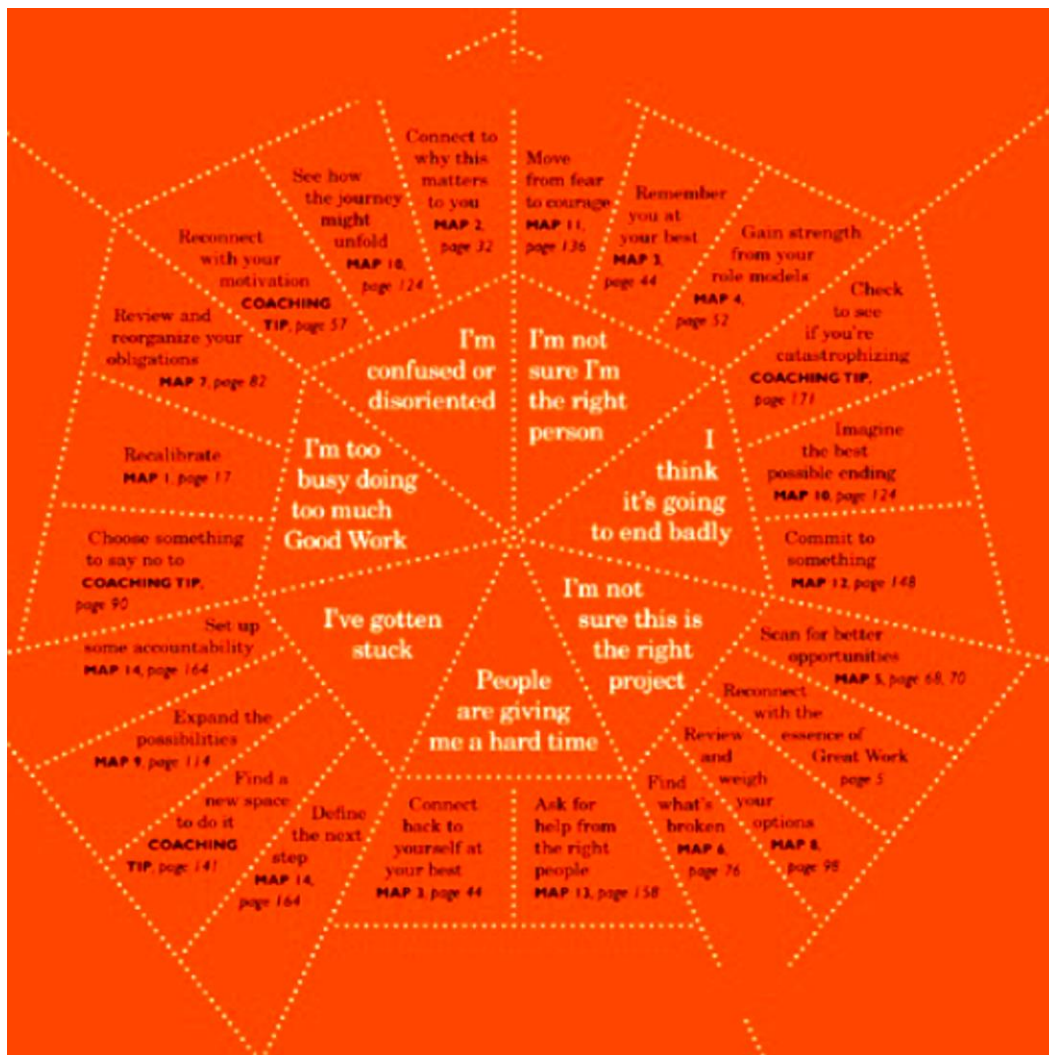 Connect to
why this
matters
to you
MAP 2,
page 32
Move
from fear
to courage
MAP 11,
page 136
Remember
you at
your best
MAP 3,
page 44
Gain strength
from your
role models
MAP 4,
page 52
Check
to see
if you're
catastrophizing
COACHING TIP,
page 171
Imagine
the best
possible ending
MAP 10, page 124
Commit to
something
MAP 12, page 148
Scan for better
opportunities
MAP 5, page 68, 70
Reconnect
with the
essence of
Great Work
page 5
Review
and
weigh
your
options
MAP 8,
page 98
Find
what's
broken
MAP 6,
page 76
Ask for
help from
the right
people
MAP 13, page 158
Connect
back to
yourself at
your best
MAP 3, page 44
Define
the next
step
MAP 14,
page 164
Find a
new space
to do it
COACHING
TIP, page 141
Expand the
possibilities
MAP 9, page 114
Set up
some accountability
MAP 14, page 164
Choose something
to say no to
COACHING TIP,
page 90
Recalibrate
MAP 1, page 17
Review and
reorganize your
obligations
MAP 7, page 82
Reconnect
with your
motivation
COACHING
TIP, page 57
See how
the journey
might
unfold
MAP 10,
page 124
I'm
confused or
disoriented
I'm not
sure I'm
the right
person
I
think
it's going
to end badly
I'm not
sure this is
the right
project
People
are giving
me a hard time
I've gotten
stuck
I'm too
busy doing
too much
Good Work